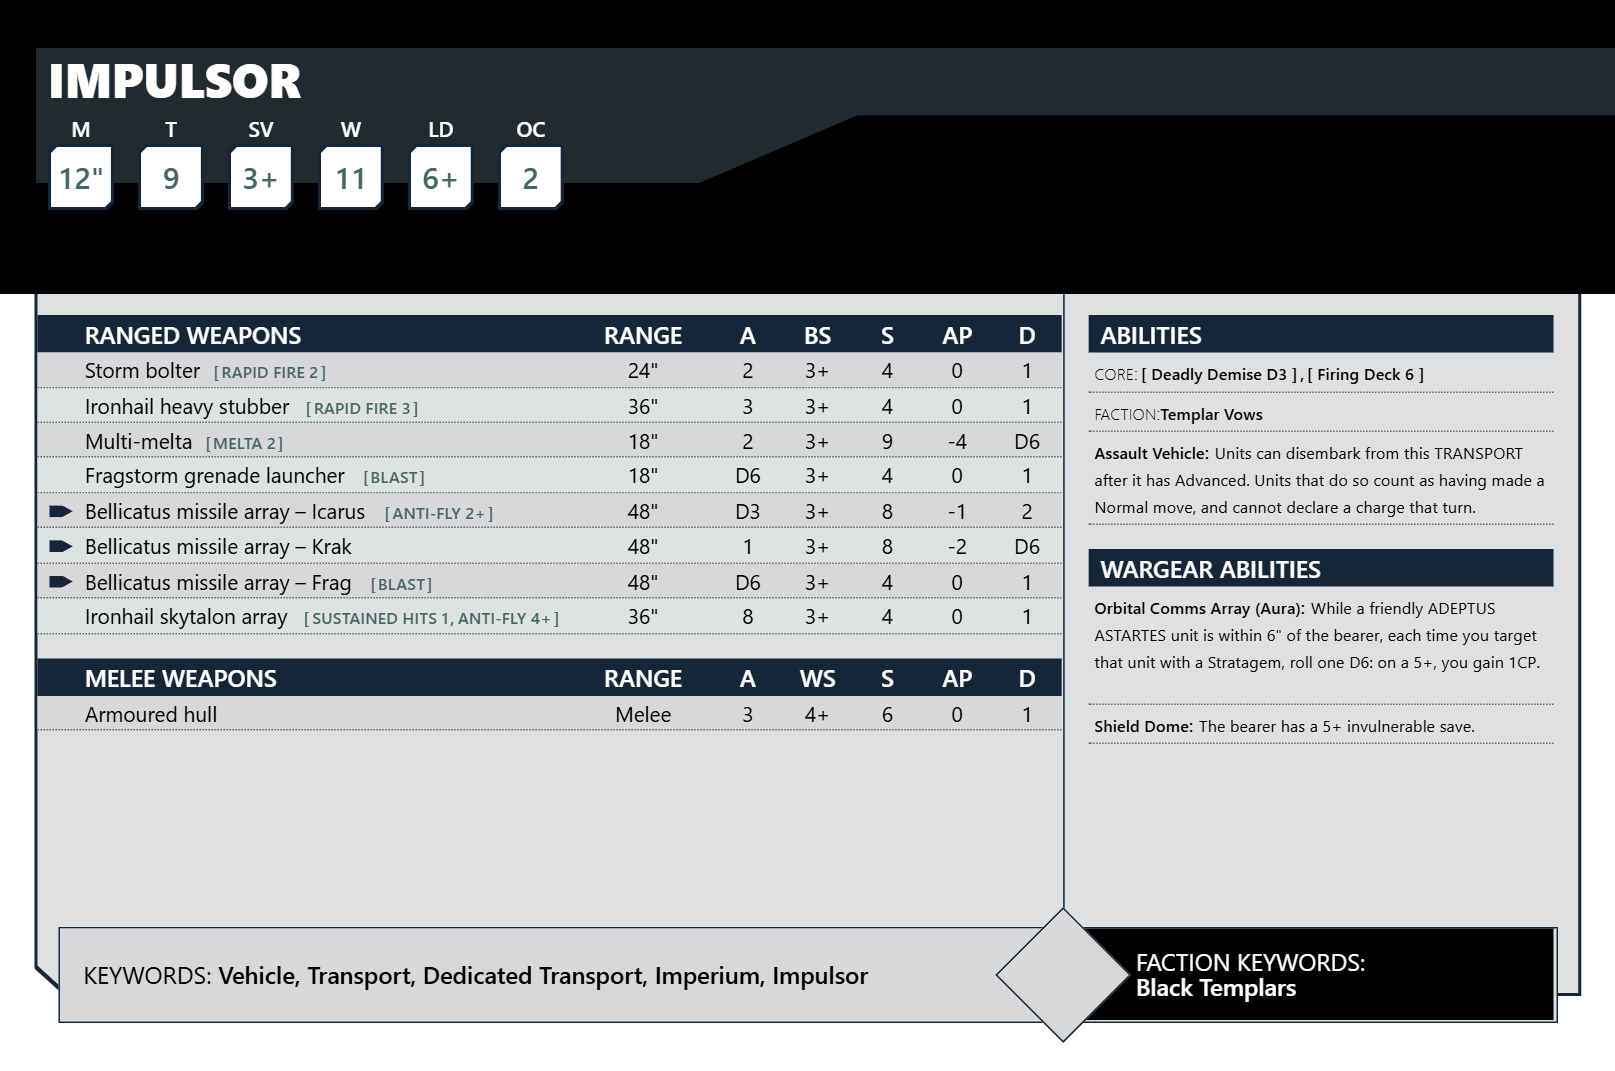 IMPULSOR
M T SV W LD OC
12" 9 3+ 11 6+ 2
RANGED WEAPONS RANGE A BS S AP D
Storm bolter [RAPID FIRE 2] 24" 2 3+ 4 0 1
Ironhail heavy stubber [RAPID FIRE 3] 36" 3 3+ 4 0 1
Multi-melta [MELTA 2] 18" 2 3+ 9 -4 D6
Fragstorm grenade launcher [BLAST] 18" D6 3+ 4 0 1
Bellicatus missile array – Icarus [ANTI-FLY 2+] 48" D3 3+ 8 -1 2
Bellicatus missile array – Krak 48" 1 3+ 8 -2 D6
Bellicatus missile array – Frag [BLAST] 48" D6 3+ 4 0 1
Ironhail skytalon array [SUSTAINED HITS 1, ANTI-FLY 4+] 36" 8 3+ 4 0 1
MELEE WEAPONS RANGE A WS S AP D
Armoured hull Melee 3 4+ 6 0 1
ABILITIES
CORE: [ Deadly Demise D3 ] , [ Firing Deck 6 ]
FACTION:Templar Vows
Assault Vehicle: Units can disembark from this TRANSPORT
after it has Advanced. Units that do so count as having made a
Normal move, and cannot declare a charge that turn.
WARGEAR ABILITIES
Orbital Comms Array (Aura): While a friendly ADEPTUS
ASTARTES unit is within 6" of the bearer, each time you target
that unit with a Stratagem, roll one D6: on a 5+, you gain 1CP.
Shield Dome: The bearer has a 5+ invulnerable save.
KEYWORDS: Vehicle, Transport, Dedicated Transport, Imperium, Impulsor
FACTION KEYWORDS:
Black Templars